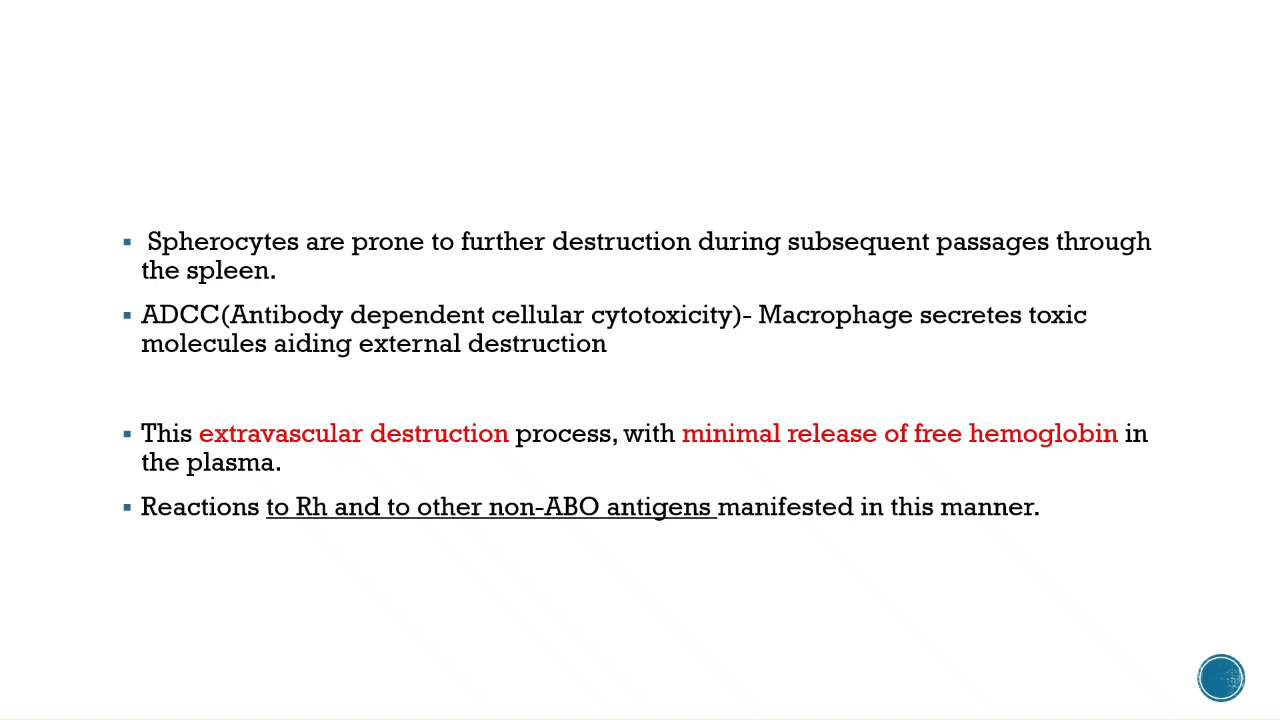 ▪ Spherocytes are prone to further destruction during subsequent passages through
the spleen.
▪ ADCC(Antibody dependent cellular cytotoxicity)- Macrophage secretes toxic
molecules aiding external destruction
▪ This extravascular destruction process, with minimal release of free hemoglobin in
the plasma.
▪ Reactions to Rh and to other non-ABO antigens manifested in this manner.